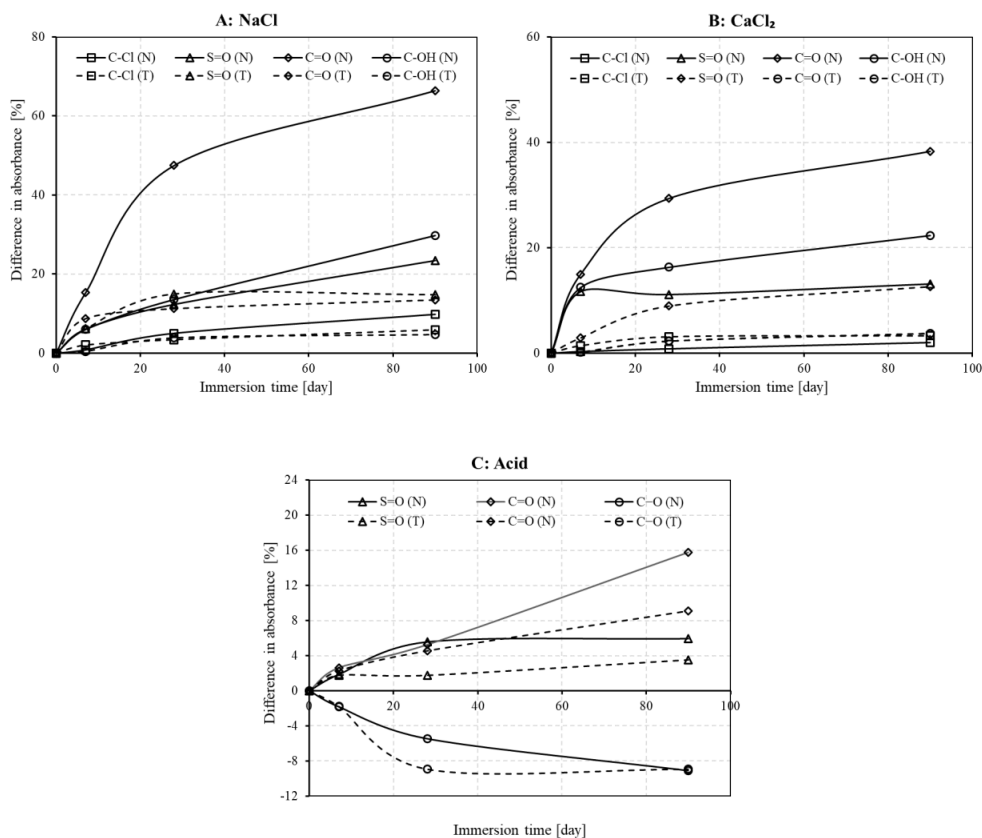 A: NaCl
80
60
40
20
0
0 20 40 60 80 100
Difference in absorbance [%]
Immersion time [day]
C-Cl (N) S=O (N) C=O (N) C-OH (N)
C-Cl (T) S=O (T) C=O (T) C-OH (T)
B: CaCl₂
60
40
20
0
0 20 40 60 80 100
Difference in absorbance [%]
Immersion time [day]
C-Cl (N) S=O (N) C=O (N) C-OH (N)
C-Cl (T) S=O (T) C=O (T) C-OH (T)
C: Acid
24
20
16
12
8
4
0
-4
-8
-12
0 20 40 60 80 100
Difference in absorbance [%]
Immersion time [day]
S=O (N) C=O (N) C-O (N)
S=O (T) C=O (N) C-O (T)